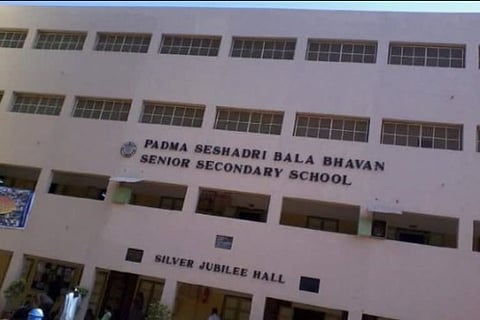 PADMA SESHADRI BALA BHAVAN
SENIOR SECONDARY SCHOOL
SILVER JUBILEE HALL